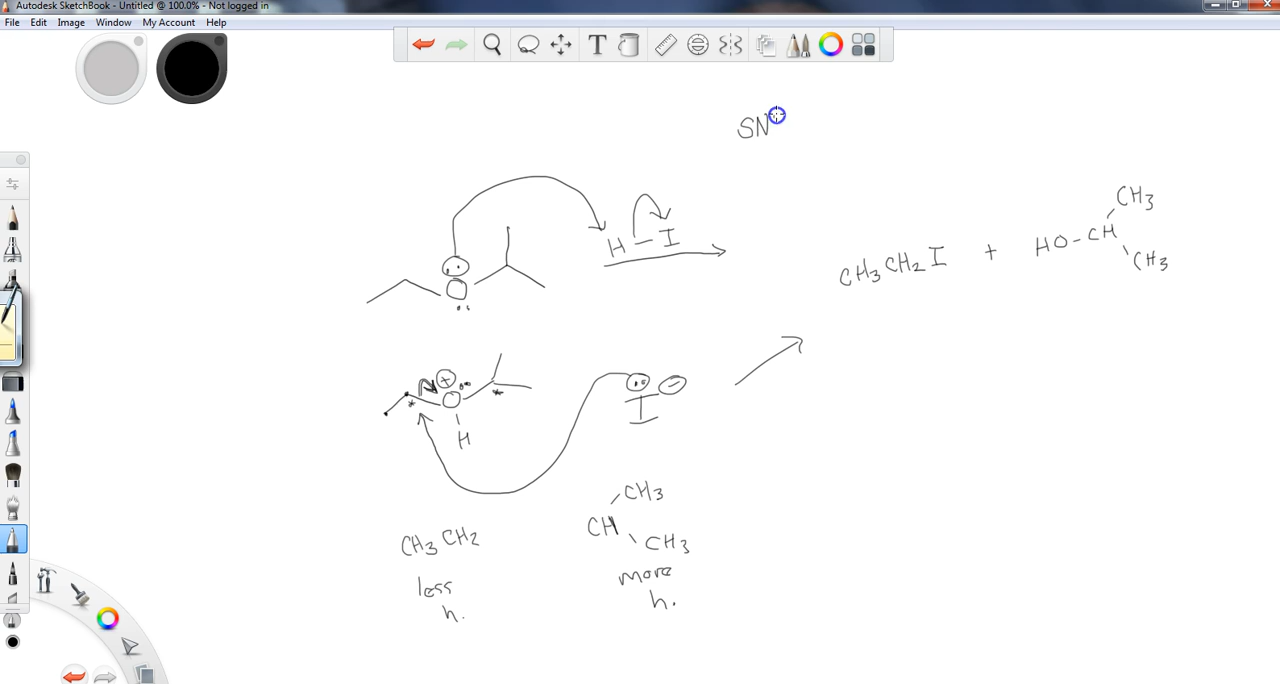 Autodesk SketchBook - Untitled @ 100.0% - Not logged in
File Edit Image Window My Account Help
T
SN
H - I
CH3CH2I + HO-CH
CH3
CH3
O
O
H
I
+
-
*
*
CH3CH2
less
h.
CH3
CH
CH3
more
h.